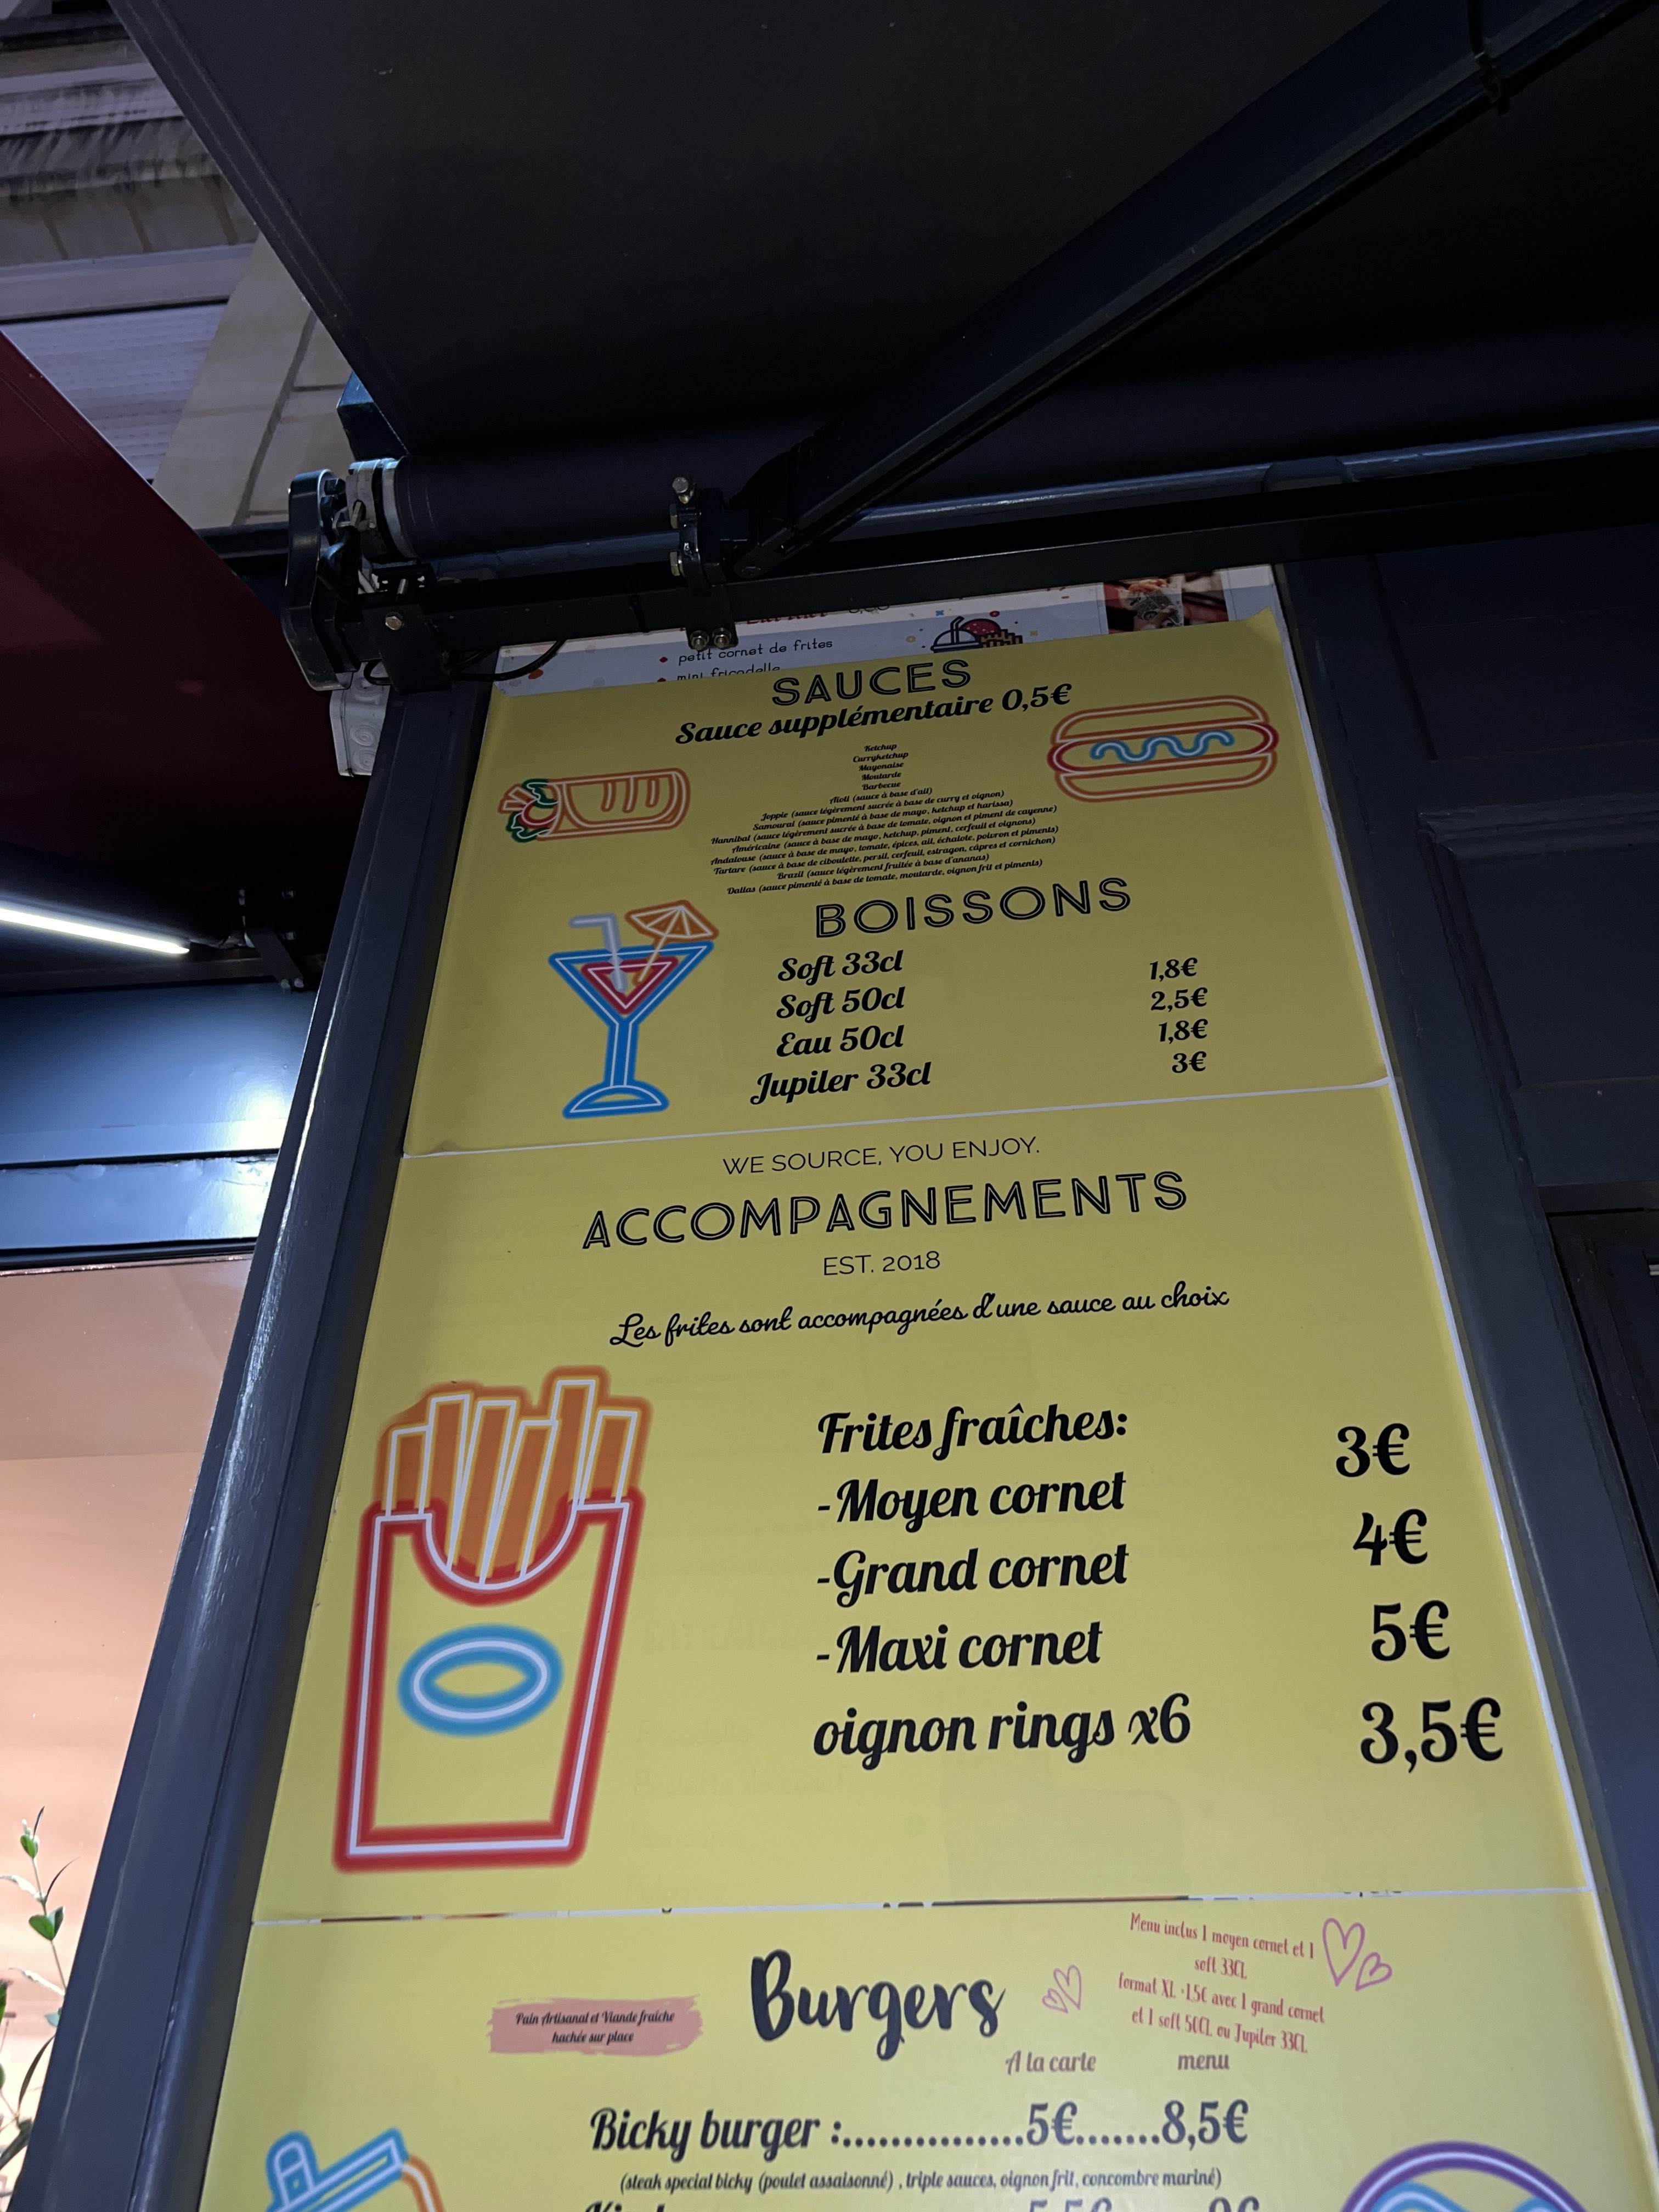 petit cornet de frites
mini fricadelle
SAUCES
Sauce supplémentaire 0,5€
Ketchup
Curryketchup
Mayonaise
Moutarde
Barbecue
Aïoli (sauce à base d'ail)
Joppie (sauce légèrement sucrée à base de curry et oignon)
Samouraï (sauce pimenté à base de mayo, ketchup et harissa)
Hannibal (sauce légèrement sucrée à base de tomate, oignon et piment de cayenne)
Américaine (sauce à base de mayo, ketchup, piment, cerfeuil et oignons)
Andalouse (sauce à base de mayo, tomate, épices, ail, échalote, poivron et piments)
Tartare (sauce à base de ciboulette, persil, cerfeuil, estragon, câpres et cornichon)
Brazil (sauce légèrement fruitée à base d'ananas)
Dallas (sauce pimenté à base de tomate, moutarde, oignon frit et piments)
BOISSONS
Soft 33cl 1,8€
Soft 50cl 2,5€
Eau 50cl 1,8€
Jupiler 33cl 3€
WE SOURCE, YOU ENJOY.
ACCOMPAGNEMENTS
EST. 2018
Les frites sont accompagnées d'une sauce au choix
Frites fraîches:
-Moyen cornet 3€
-Grand cornet 4€
-Maxi cornet 5€
oignon rings x6 3,5€
Pain Artisanal et Viande fraîche
hachée sur place
Burgers
Menu inclus 1 moyen cornet et 1
soft 33CL
format XL +1.5€ avec 1 grand cornet
et 1 soft 50CL ou Jupiler 33CL
A la carte menu
Bicky burger :...............5€.......8,5€
(steak special bicky (poulet assaisonné) , triple sauces, oignon frit, concombre mariné)